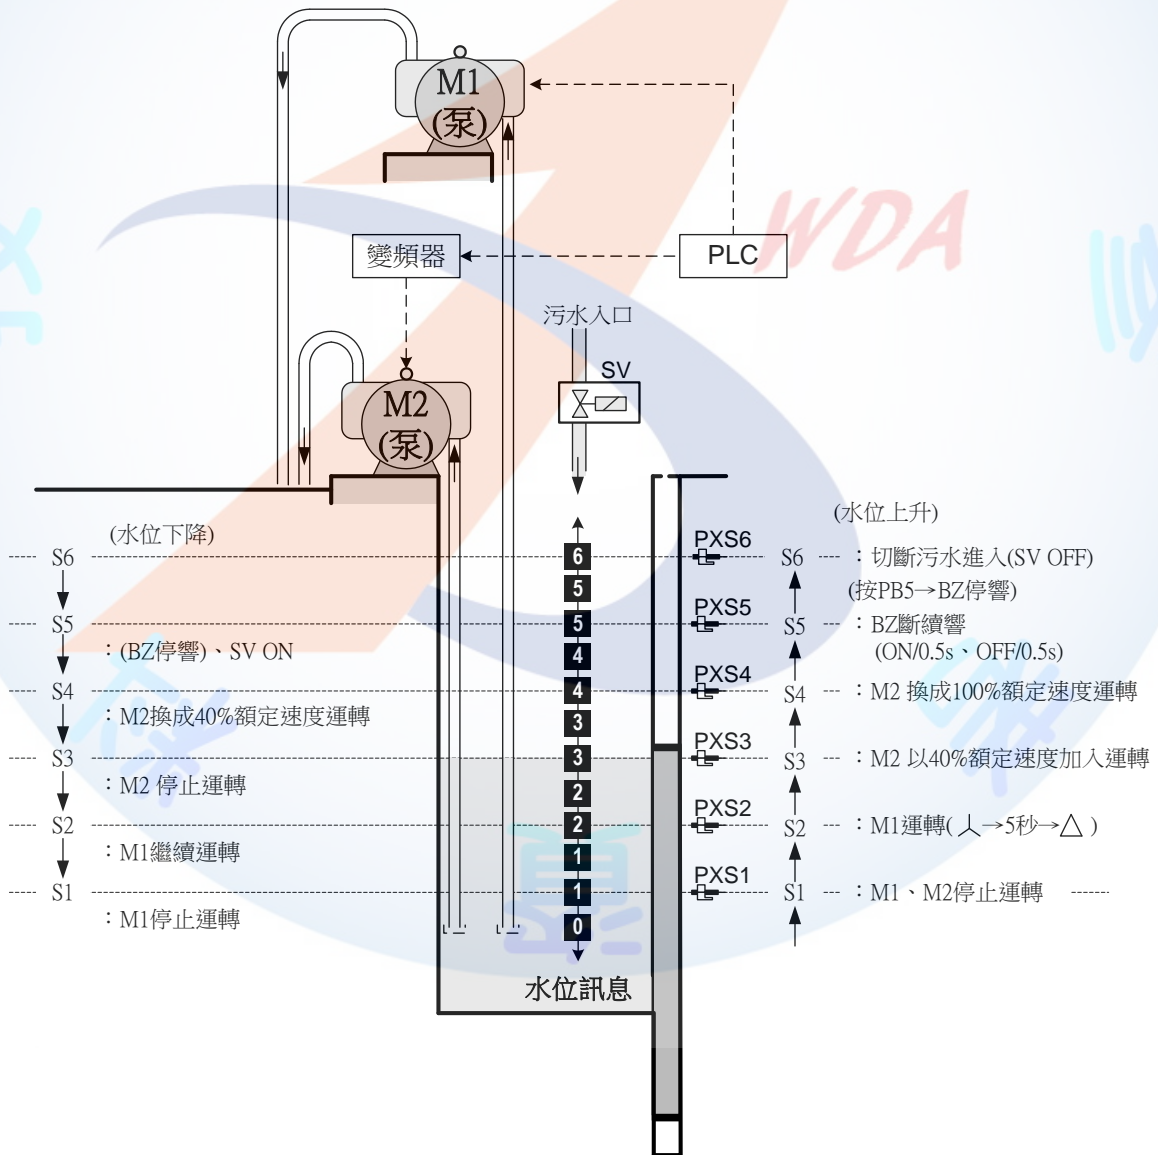 M1
(泵)
變頻器
PLC
WDA
污水入口
SV
M2
(泵)
(水位下降)
(水位上升)
S6
6
PXS6
S6
：切斷污水進入(SV OFF)
5
(按PB5→BZ停響)
S5
5
PXS5
S5
：BZ斷續響
：(BZ停響)、SV ON
4
(ON/0.5s、OFF/0.5s)
S4
4
PXS4
S4
：M2 換成100%額定速度運轉
：M2換成40%額定速度運轉
3
S3
3
PXS3
S3
：M2 以40%額定速度加入運轉
：M2 停止運轉
2
S2
2
PXS2
S2
：M1運轉(人→5秒→△)
：M1繼續運轉
1
S1
1
PXS1
S1
：M1、M2停止運轉
：M1停止運轉
0
水位訊息